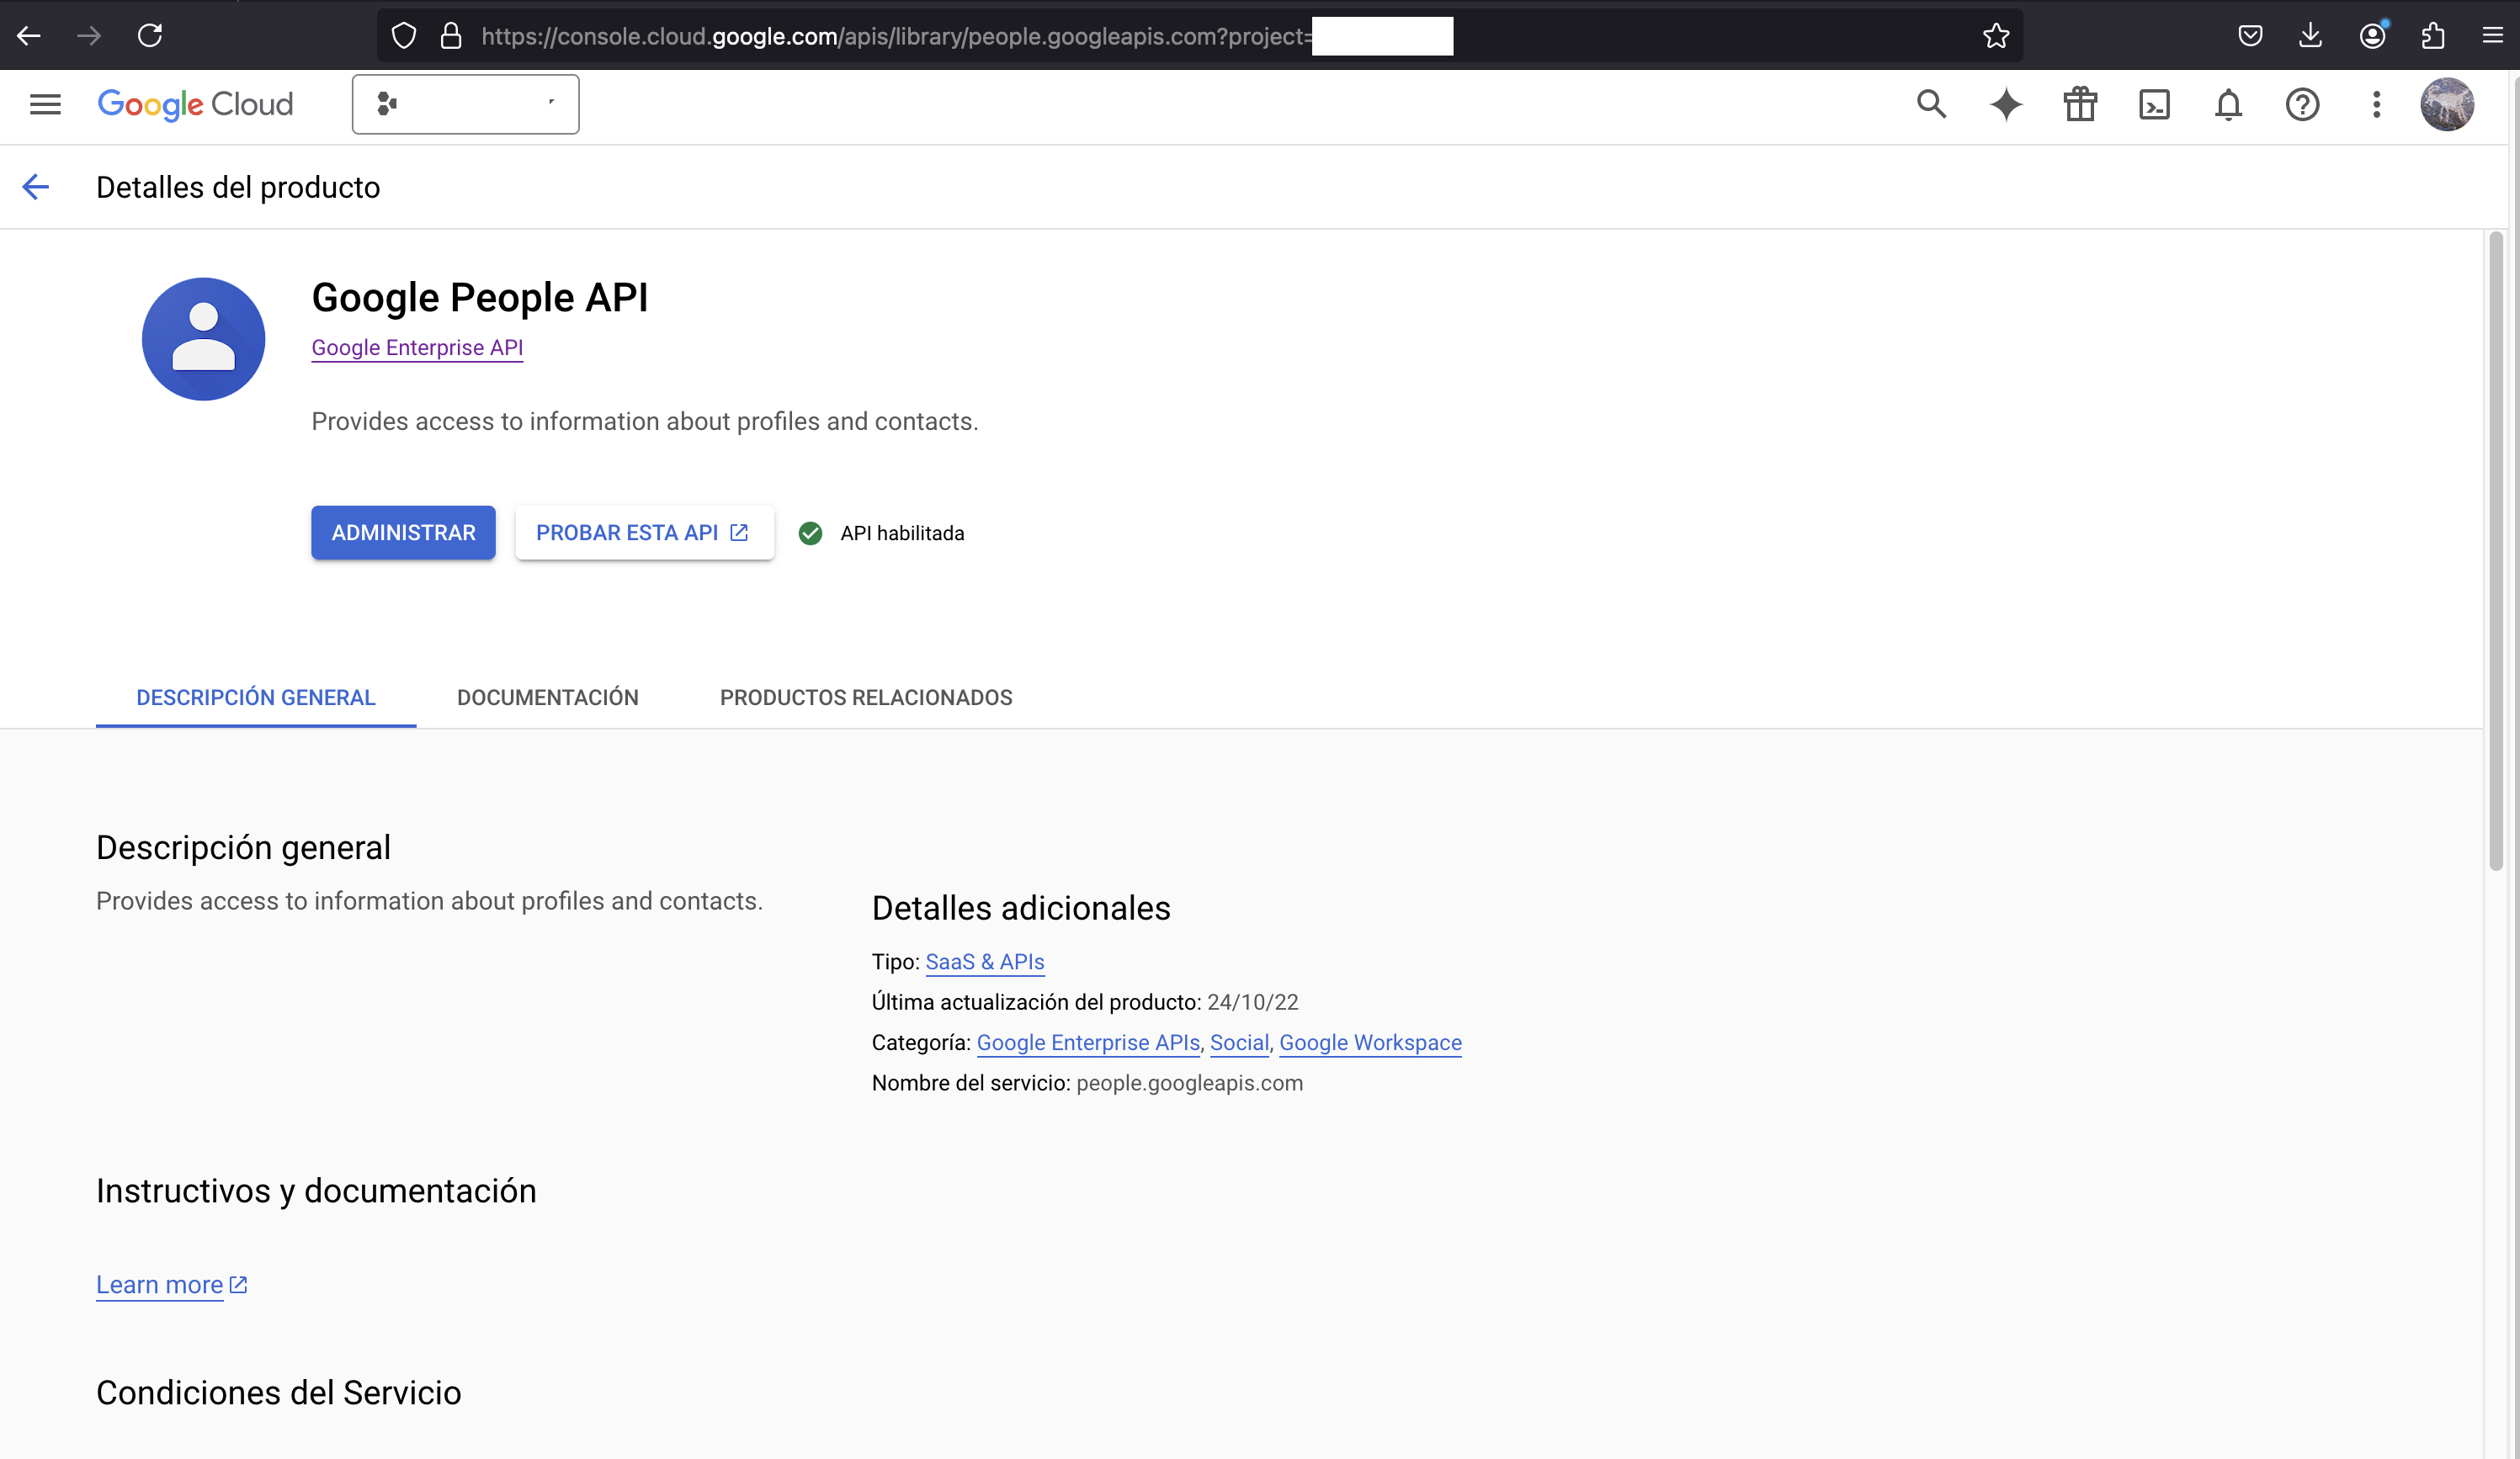 https://console.cloud.google.com/apis/library/people.googleapis.com?project=
Google Cloud
Detalles del producto
Google People API
Google Enterprise API
Provides access to information about profiles and contacts.
ADMINISTRAR
PROBAR ESTA API
API habilitada
DESCRIPCIÓN GENERAL
DOCUMENTACIÓN
PRODUCTOS RELACIONADOS
Descripción general
Provides access to information about profiles and contacts.
Detalles adicionales
Tipo: SaaS & APIs
Última actualización del producto: 24/10/22
Categoría: Google Enterprise APIs, Social, Google Workspace
Nombre del servicio: people.googleapis.com
Instructivos y documentación
Learn more
Condiciones del Servicio